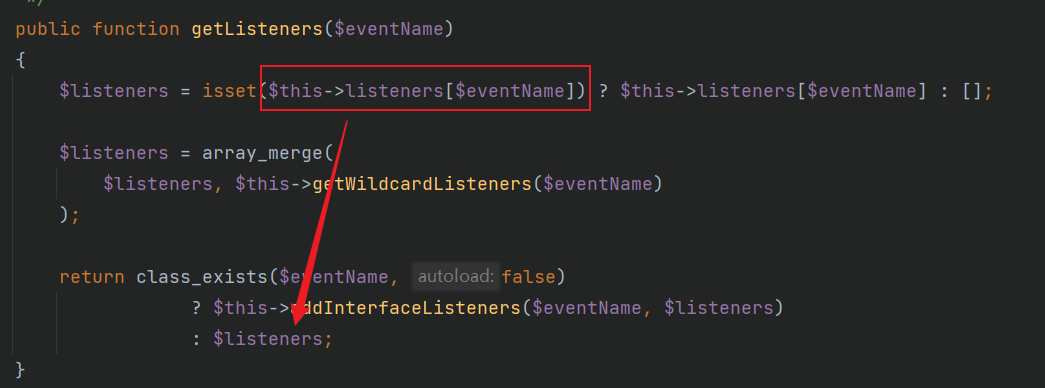 */
public function getListeners($eventName)
{
$listeners = isset($this->listeners[$eventName]) ? $this->listeners[$eventName] : [];
$listeners = array_merge(
$listeners, $this->getWildcardListeners($eventName)
);
return class_exists($eventName, autoload: false)
? $this->addInterfaceListeners($eventName, $listeners)
: $listeners;
}